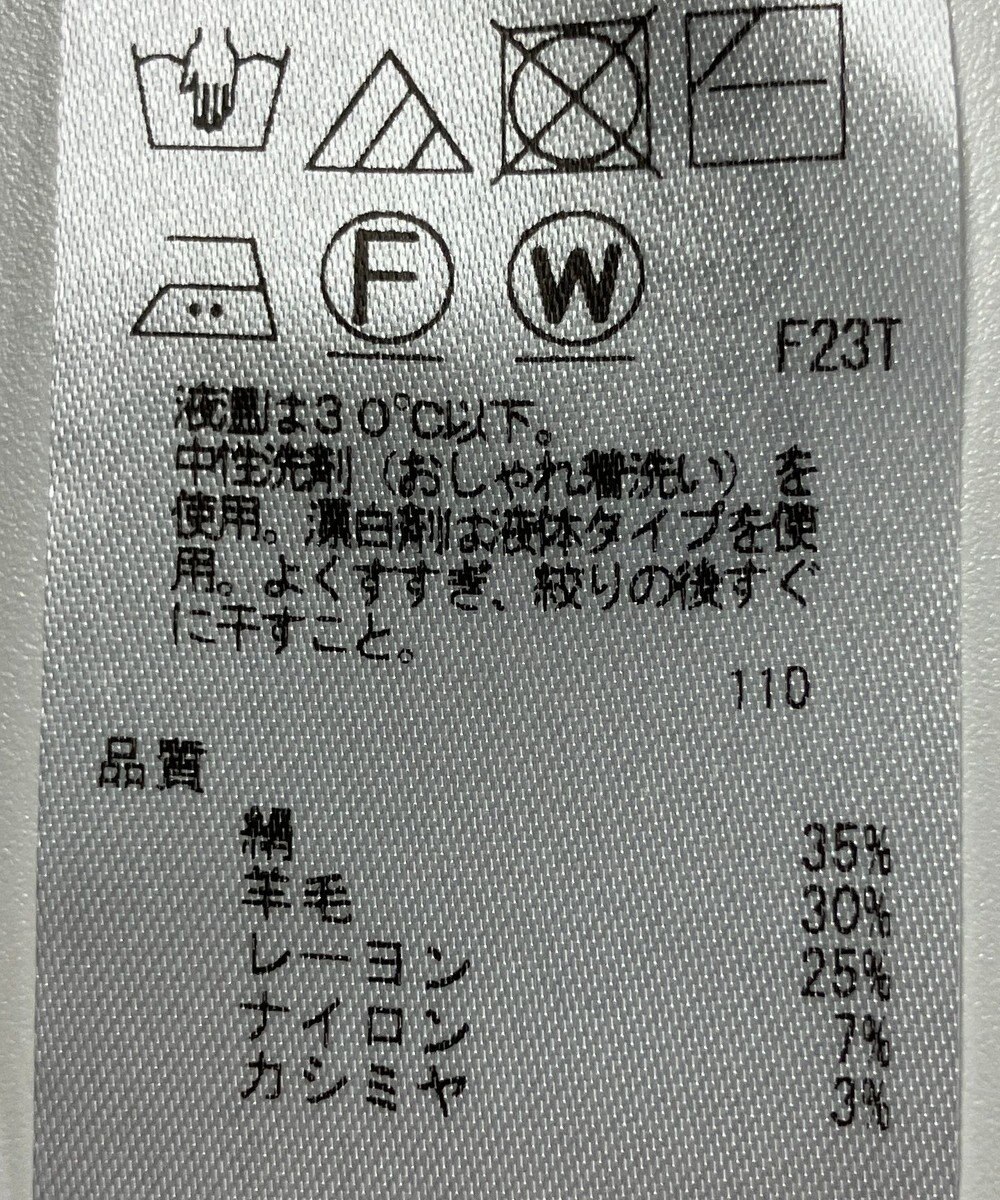 F
W
F23T
液温は30℃以下。
中性洗剤(おしゃれ着洗い)を
使用。漂白剤は液体タイプを使
用。よくすすぎ、絞りの後すぐ
に干すこと。
110
品質
絹 35%
羊毛 30%
レーヨン 25%
ナイロン 7%
カシミヤ 3%